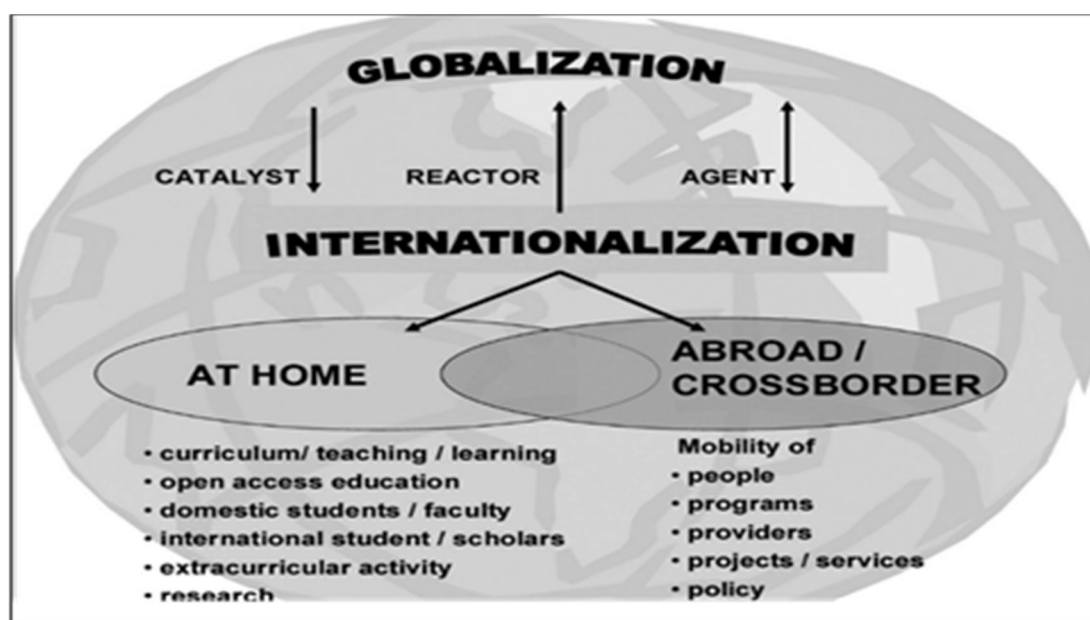 GLOBALIZATION
CATALYST REACTOR AGENT
INTERNATIONALIZATION
AT HOME
ABROAD /
CROSSBORDER
• curriculum/ teaching / learning
• open access education
• domestic students / faculty
• international student / scholars
• extracurricular activity
• research
Mobility of
• people
• programs
• providers
• projects / services
• policy